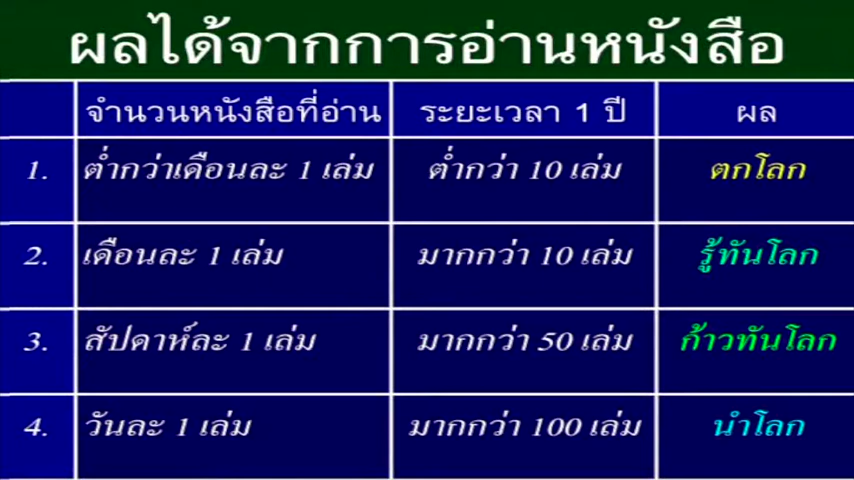 ผลได้จากการอ่านหนังสือ
จำนวนหนังสือที่อ่าน ระยะเวลา 1 ปี ผล
1. ต่ำกว่าเดือนละ 1 เล่ม ต่ำกว่า 10 เล่ม ตกโลก
2. เดือนละ 1 เล่ม มากกว่า 10 เล่ม รู้ทันโลก
3. สัปดาห์ละ 1 เล่ม มากกว่า 50 เล่ม ก้าวทันโลก
4. วันละ 1 เล่ม มากกว่า 100 เล่ม นำโลก